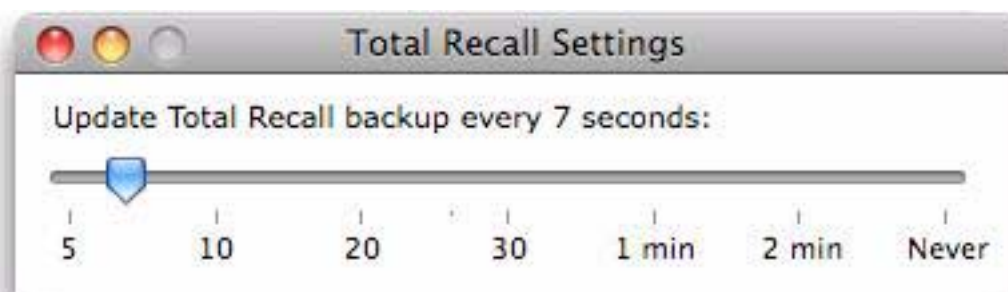 Total Recall Settings
Update Total Recall backup every 7 seconds:
5 10 20 30 1 min 2 min Never